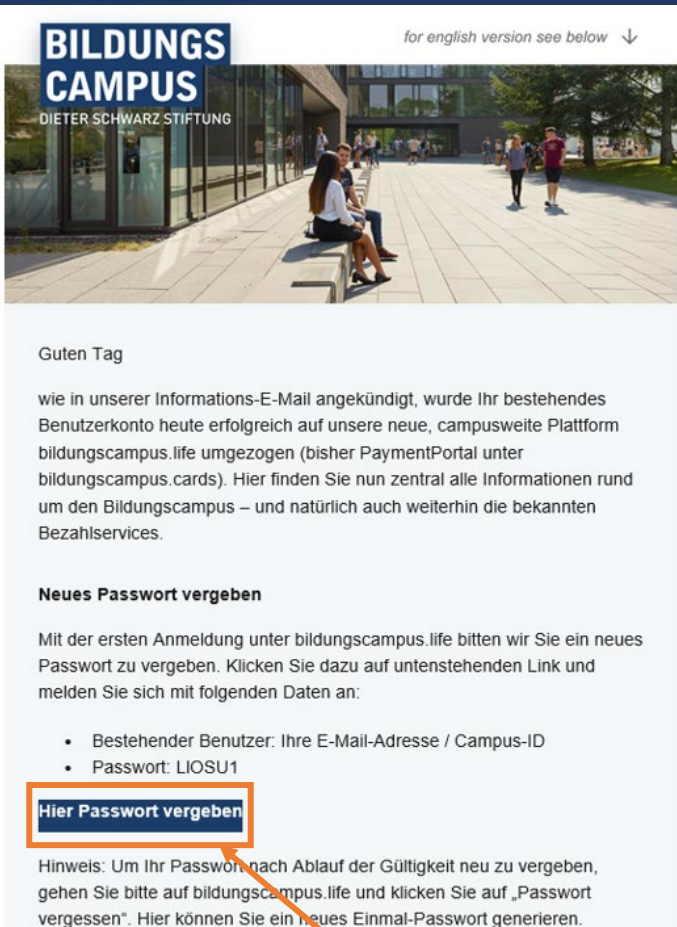 BILDUNGS
CAMPUS
DIETER SCHWARZ STIFTUNG
for english version see below ↓
Guten Tag
wie in unserer Informations-E-Mail angekündigt, wurde Ihr bestehendes
Benutzerkonto heute erfolgreich auf unsere neue, campusweite Plattform
bildungscampus.life umgezogen (bisher PaymentPortal unter
bildungscampus.cards). Hier finden Sie nun zentral alle Informationen rund
um den Bildungscampus – und natürlich auch weiterhin die bekannten
Bezahlservices.
Neues Passwort vergeben
Mit der ersten Anmeldung unter bildungscampus.life bitten wir Sie ein neues
Passwort zu vergeben. Klicken Sie dazu auf untenstehenden Link und
melden Sie sich mit folgenden Daten an:
• Bestehender Benutzer: Ihre E-Mail-Adresse / Campus-ID
• Passwort: LIOSU1
Hier Passwort vergeben
Hinweis: Um Ihr Passwort nach Ablauf der Gültigkeit neu zu vergeben,
gehen Sie bitte auf bildungscampus.life und klicken Sie auf „Passwort
vergessen“. Hier können Sie ein neues Einmal-Passwort generieren.